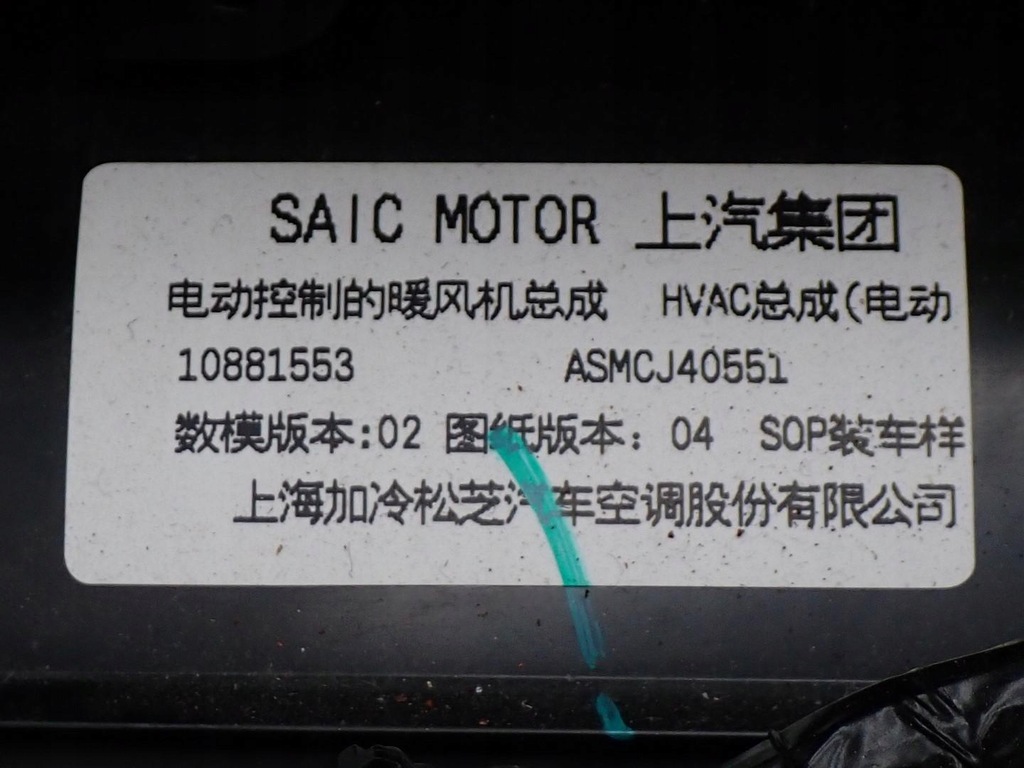 SAIC MOTOR 上汽集团
电动控制的暖风机总成 HVAC总成(电动
10881553 ASMCJ40551
数模版本:02 图纸版本：04 SOP装车样
上海加冷松芝汽车空调股份有限公司